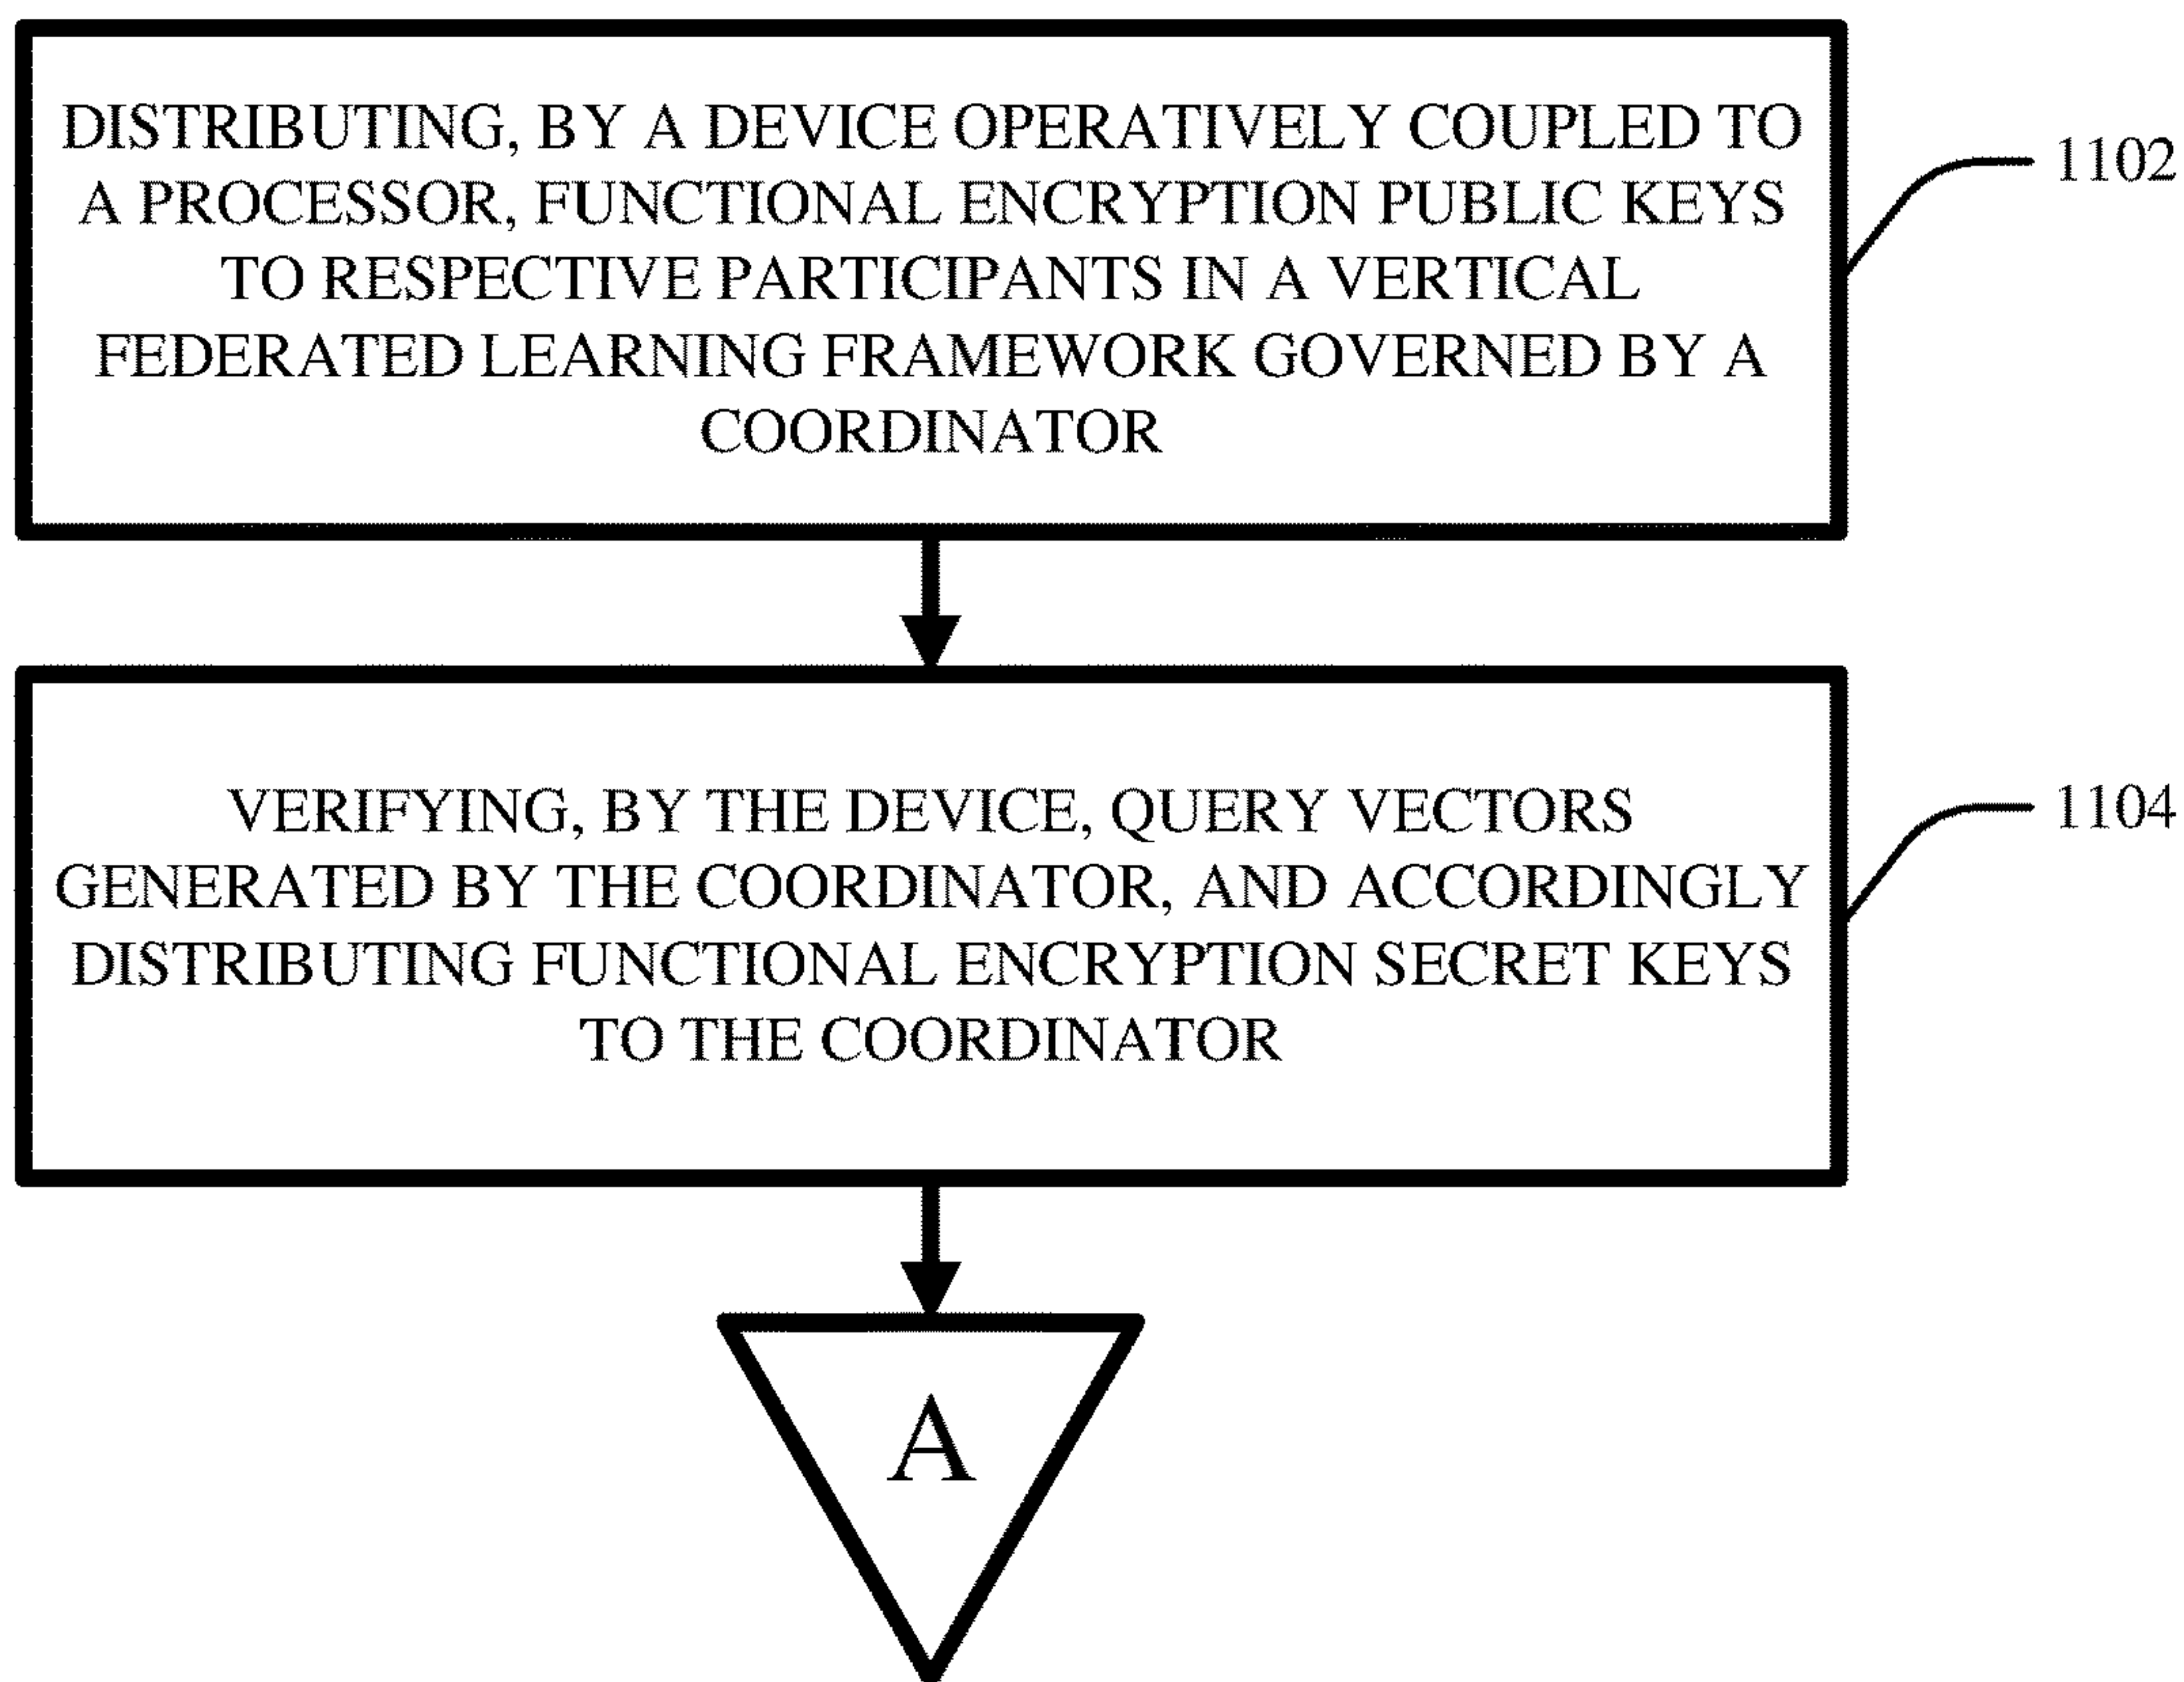 DISTRIBUTING, BY A DEVICE OPERATIVELY COUPLED TO
A PROCESSOR, FUNCTIONAL ENCRYPTION PUBLIC KEYS
TO RESPECTIVE PARTICIPANTS IN A VERTICAL
FEDERATED LEARNING FRAMEWORK GOVERNED BY A
COORDINATOR
1102
VERIFYING, BY THE DEVICE, QUERY VECTORS
GENERATED BY THE COORDINATOR, AND ACCORDINGLY
DISTRIBUTING FUNCTIONAL ENCRYPTION SECRET KEYS
TO THE COORDINATOR
1104
A